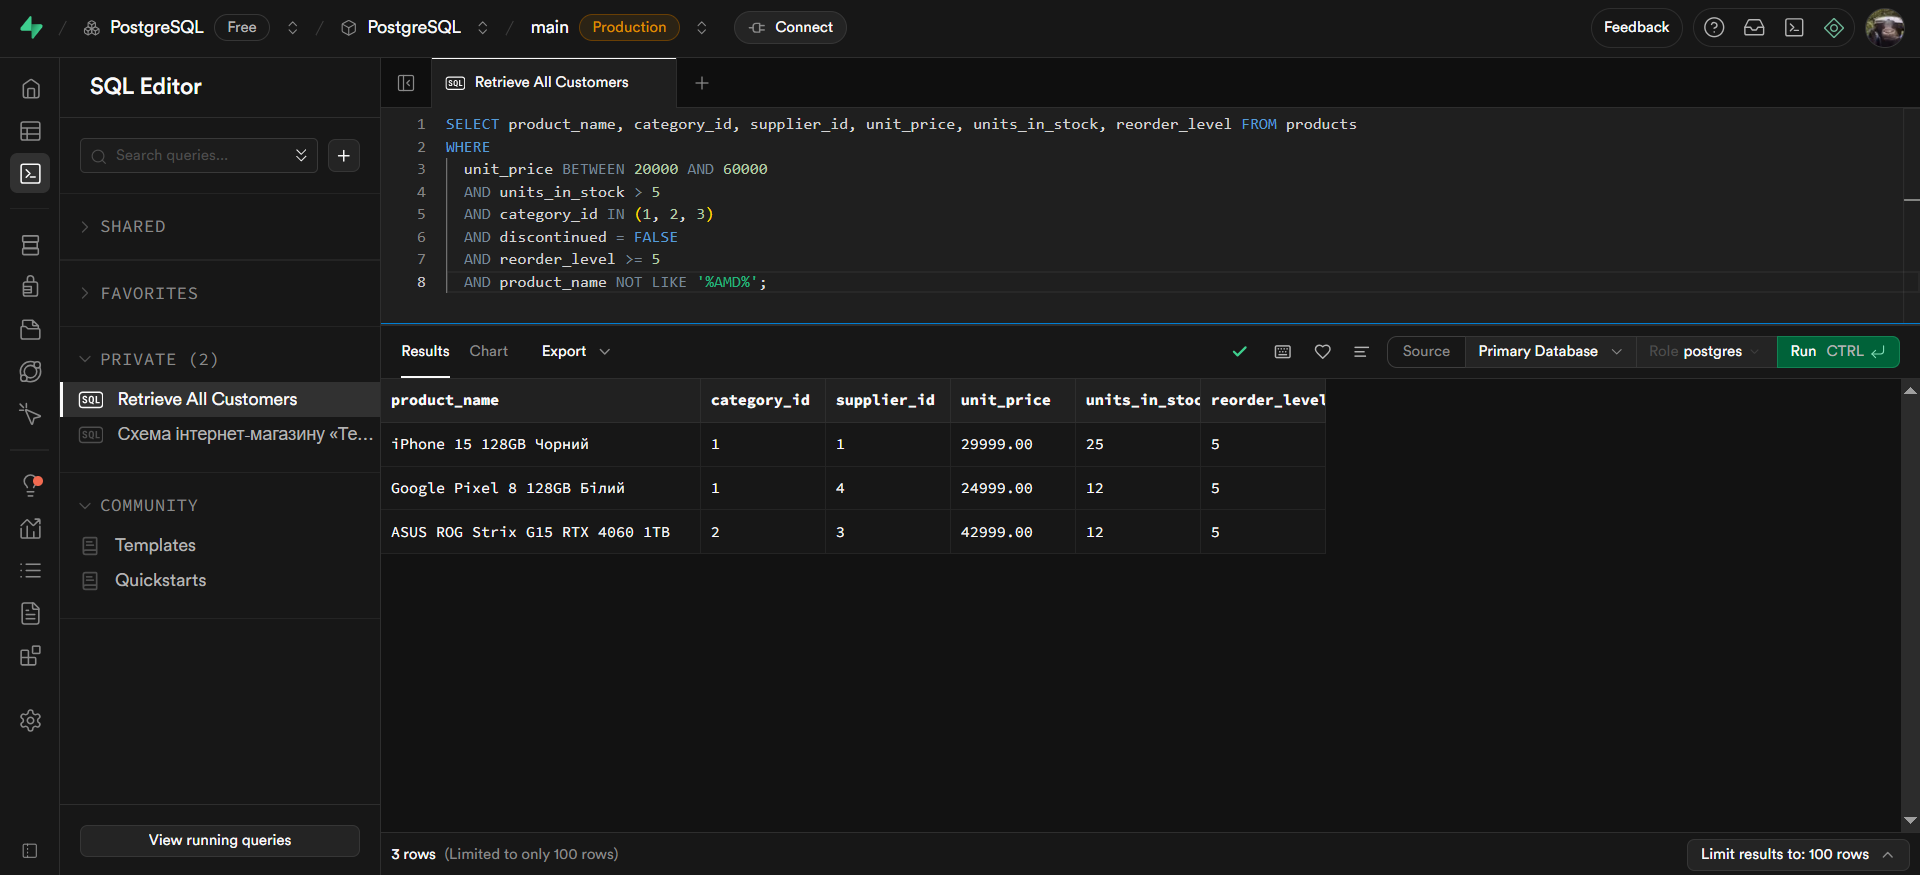 PostgreSQL Free / PostgreSQL / main Production Connect Feedback
SQL Editor
Search queries...
SHARED
FAVORITES
PRIVATE (2)
SQL Retrieve All Customers
SQL Схема інтернет-магазину «Те...
COMMUNITY
Templates
Quickstarts
View running queries
SQL Retrieve All Customers
1 SELECT product_name, category_id, supplier_id, unit_price, units_in_stock, reorder_level FROM products
2 WHERE
3 unit_price BETWEEN 20000 AND 60000
4 AND units_in_stock > 5
5 AND category_id IN (1, 2, 3)
6 AND discontinued = FALSE
7 AND reorder_level >= 5
8 AND product_name NOT LIKE '%AMD%';
Results Chart Export Source Primary Database Role postgres Run CTRL
product_name category_id supplier_id unit_price units_in_stoc reorder_level
iPhone 15 128GB Чорний 1 1 29999.00 25 5
Google Pixel 8 128GB Білий 1 4 24999.00 12 5
ASUS ROG Strix G15 RTX 4060 1TB 2 3 42999.00 12 5
3 rows (Limited to only 100 rows) Limit results to: 100 rows